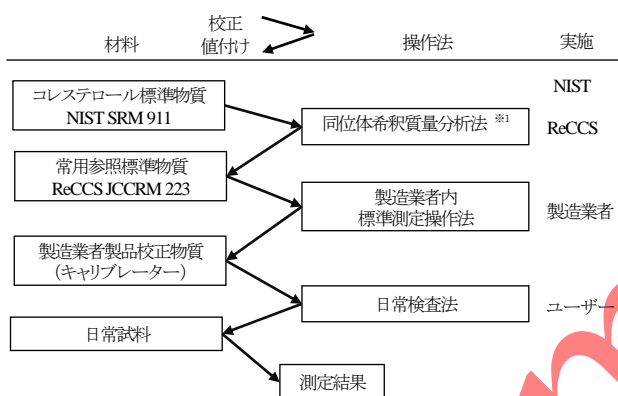 校正
材料 値付け 操作法 実施
NIST
コレステロール標準物質
NIST SRM 911
同位体希釈質量分析法 ※1
ReCCS
常用参照標準物質
ReCCS JCCRM 223
製造業者内
標準測定操作法
製造業者
製造業者製品校正物質
(キャリブレーター)
日常検査法
ユーザー
日常試料
測定結果